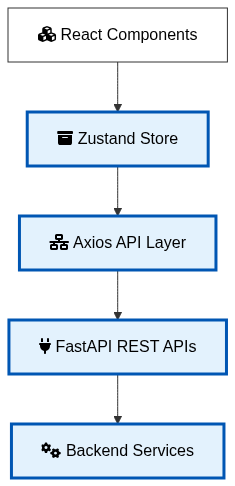 React Components
Zustand Store
Axios API Layer
FastAPI REST APIs
Backend Services